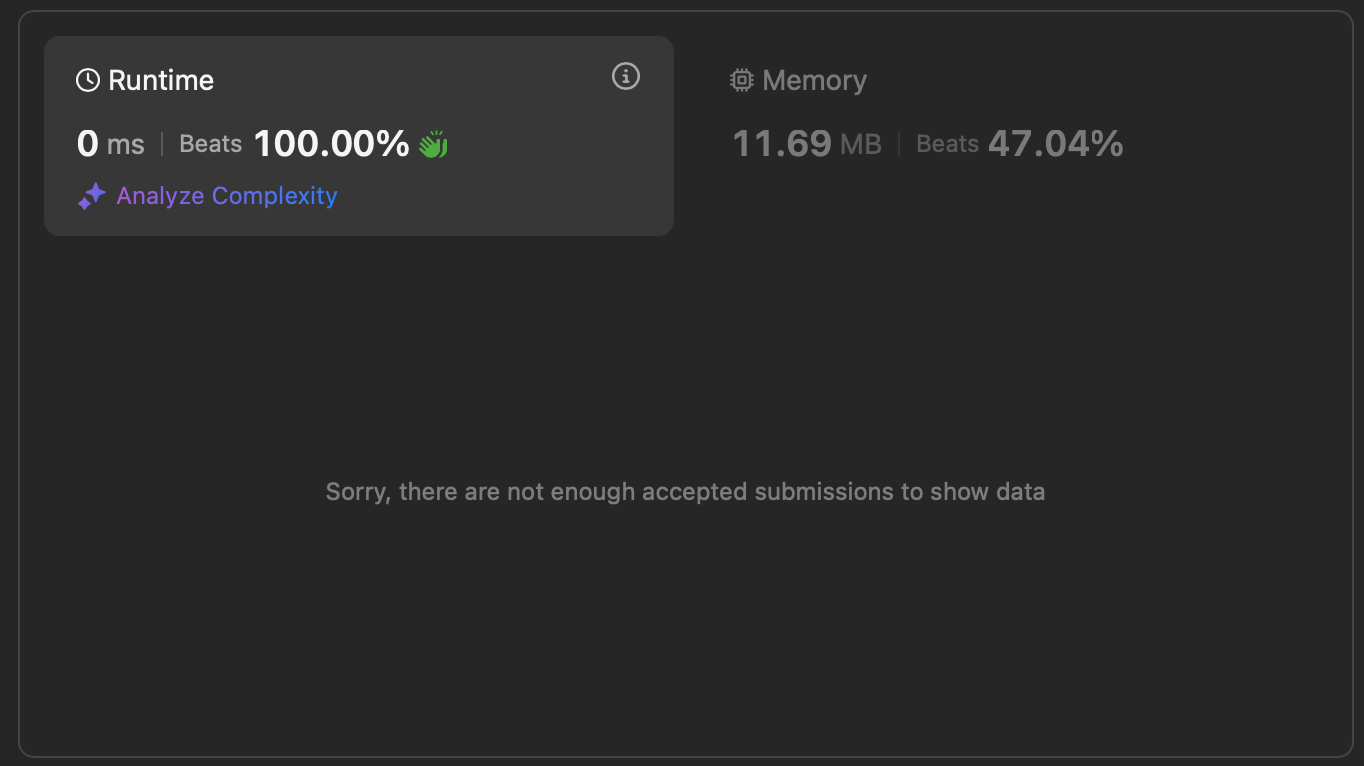 Runtime
0 ms | Beats 100.00%
Analyze Complexity
Memory
11.69 MB | Beats 47.04%
Sorry, there are not enough accepted submissions to show data